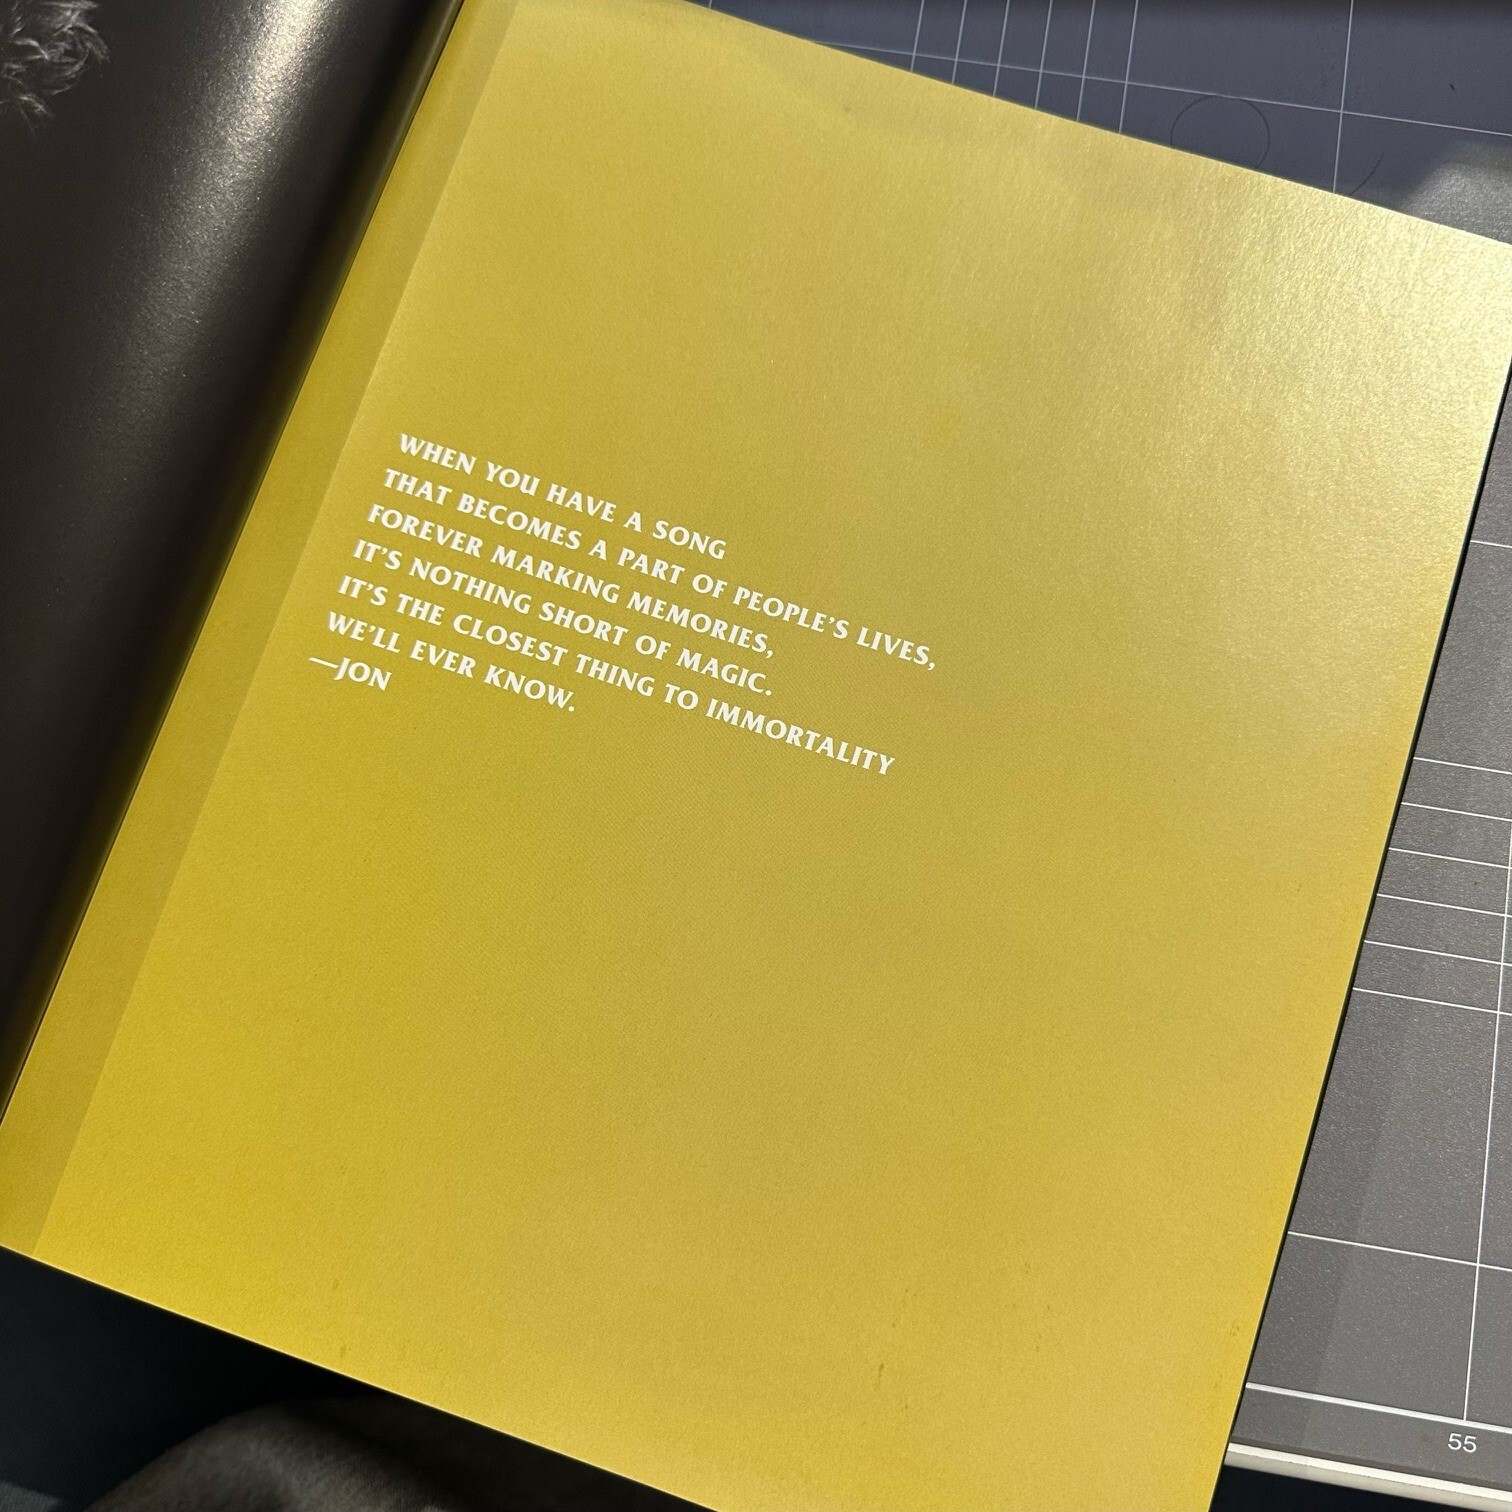 WHEN YOU HAVE A SONG
THAT BECOMES A PART OF PEOPLE'S LIVES,
FOREVER MARKING MEMORIES,
IT'S NOTHING SHORT OF MAGIC.
IT'S THE CLOSEST THING TO IMMORTALITY
WE'LL EVER KNOW.
—JON
55